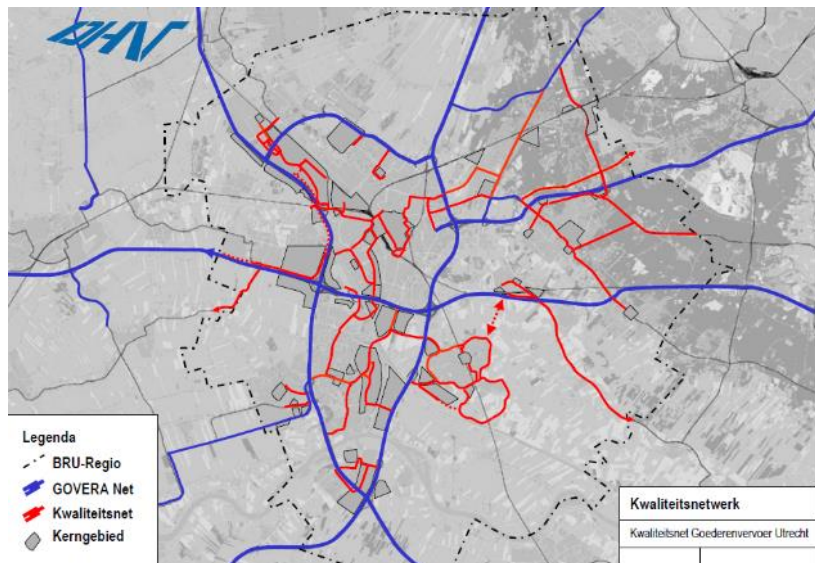 DHV
Legenda
BRU-Regio
GOVERA Net
Kwaliteitsnet
Kerngebied
Kwaliteitsnetwerk
Kwaliteitsnet Goederenvervoer Utrecht